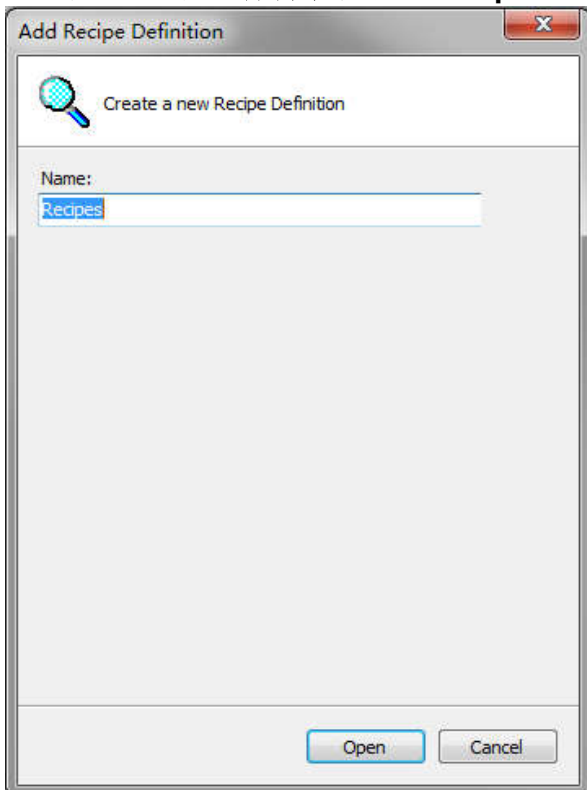 Add Recipe Definition
Create a new Recipe Definition
Name:
Recipes
Open Cancel